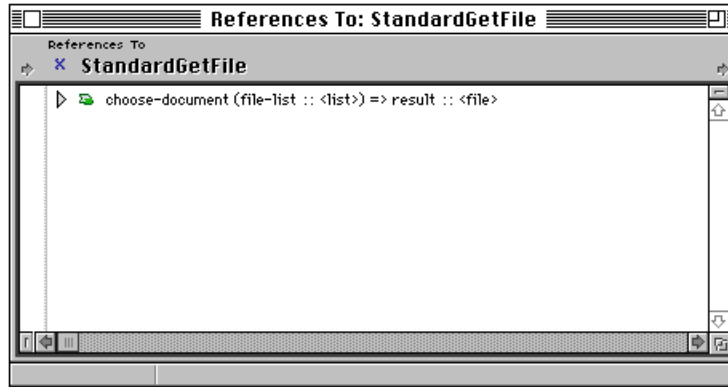 References To: StandardGetFile
References To
StandardGetFile
choose-document (file-list :: <list>) => result :: <file>
r